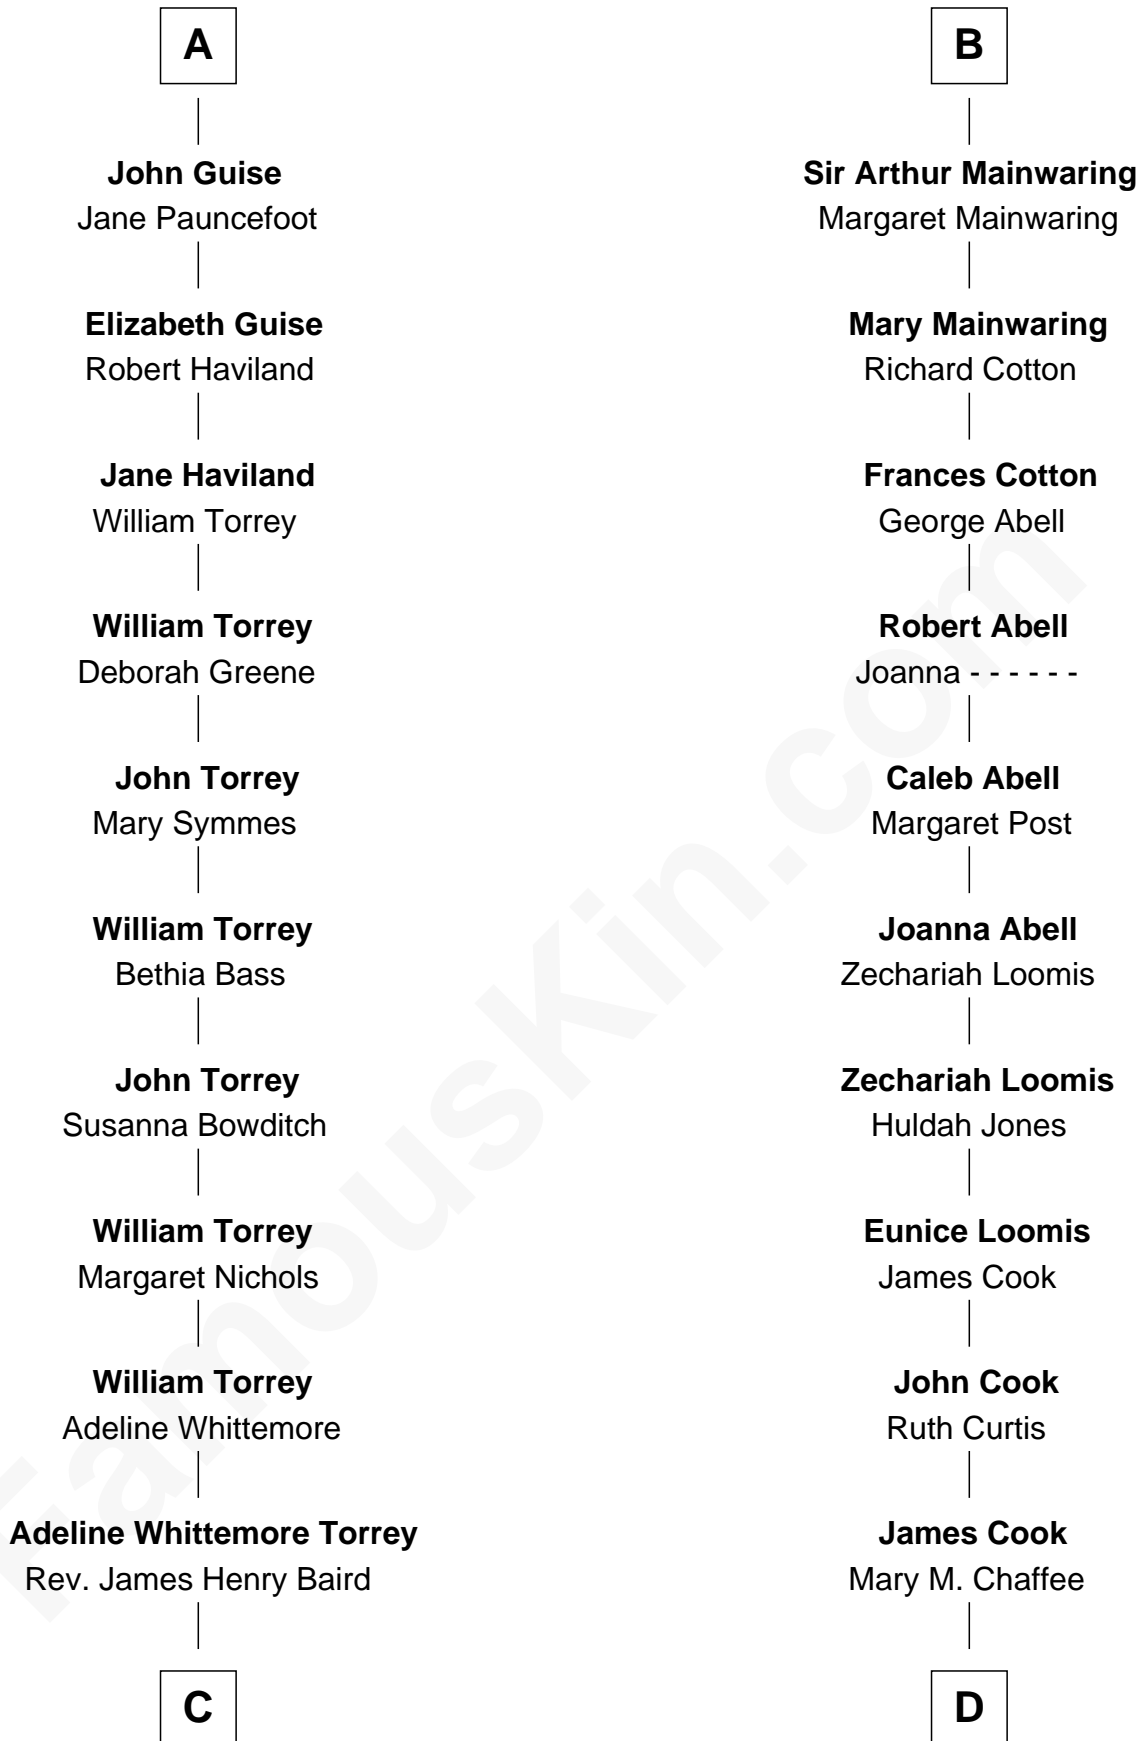 A
John Guise
Jane Pauncefoot
Elizabeth Guise
Robert Haviland
Jane Haviland
William Torrey
William Torrey
Deborah Greene
John Torrey
Mary Symmes
William Torrey
Bethia Bass
John Torrey
Susanna Bowditch
William Torrey
Margaret Nichols
William Torrey
Adeline Whittemore
Adeline Whittemore Torrey
Rev. James Henry Baird
C
B
Sir Arthur Mainwaring
Margaret Mainwaring
Mary Mainwaring
Richard Cotton
Frances Cotton
George Abell
Robert Abell
Joanna - - - - - -
Caleb Abell
Margaret Post
Joanna Abell
Zechariah Loomis
Zechariah Loomis
Huldah Jones
Eunice Loomis
James Cook
John Cook
Ruth Curtis
James Cook
Mary M. Chaffee
D
FamousKin.com